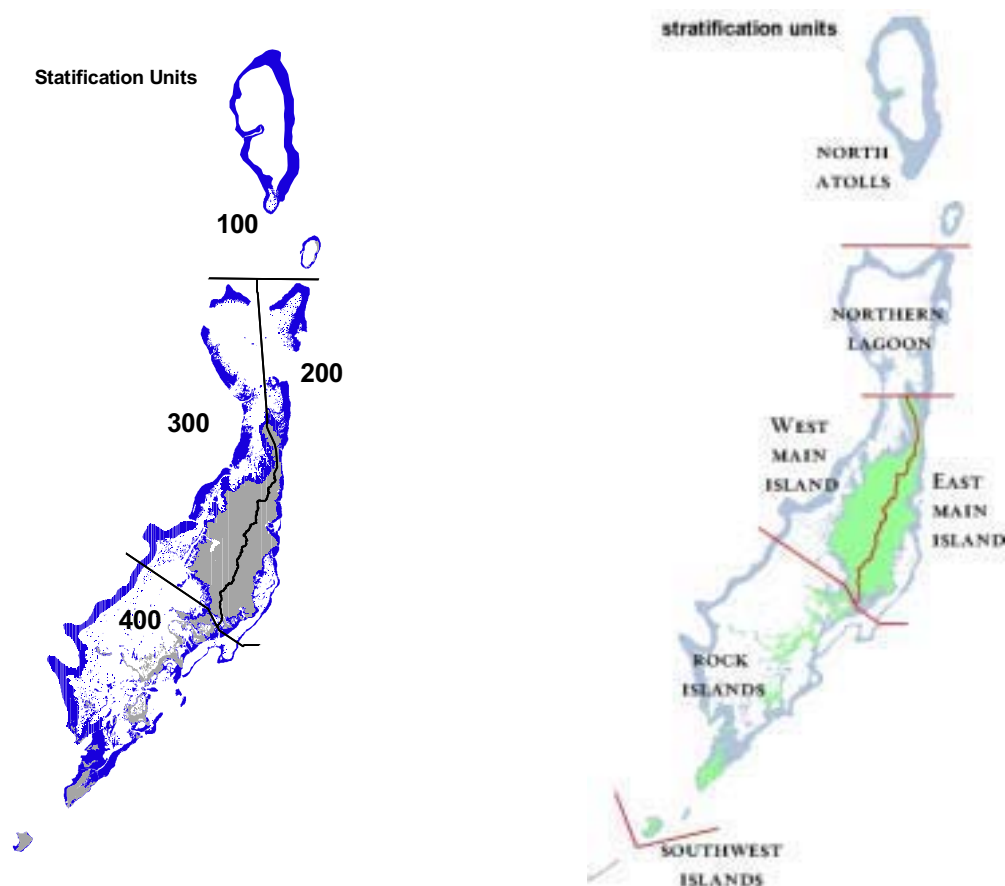 Statification Units
100
200
300
400
stratification units
NORTH
ATOLLS
NORTHERN
LAGOON
WEST
MAIN
ISLAND
EAST
MAIN
ISLAND
ROCK
ISLANDS
SOUTHWEST
ISLANDS